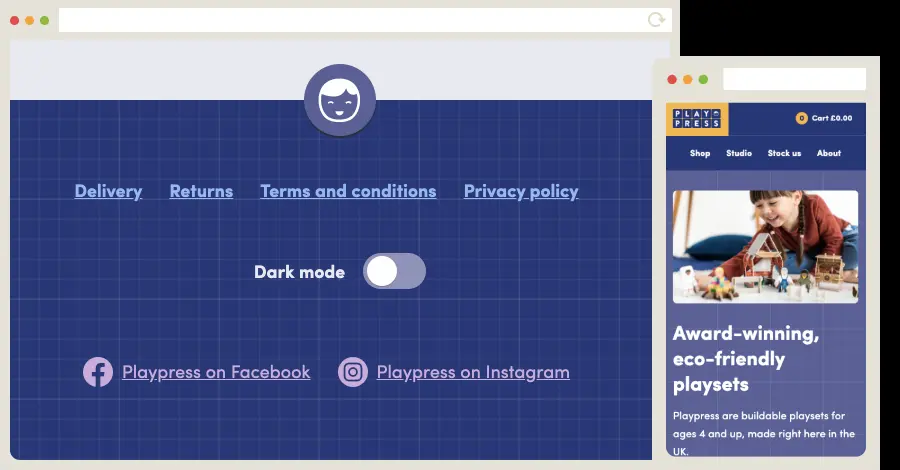 Delivery Returns Terms and conditions Privacy policy
Dark mode
Playpress on Facebook Playpress on Instagram
PLAY
PRESS
0 Cart £0.00
Shop Studio Stock us About
Award-winning,
eco-friendly
playsets
Playpress are buildable playsets for
ages 4 and up, made right here in the
UK.